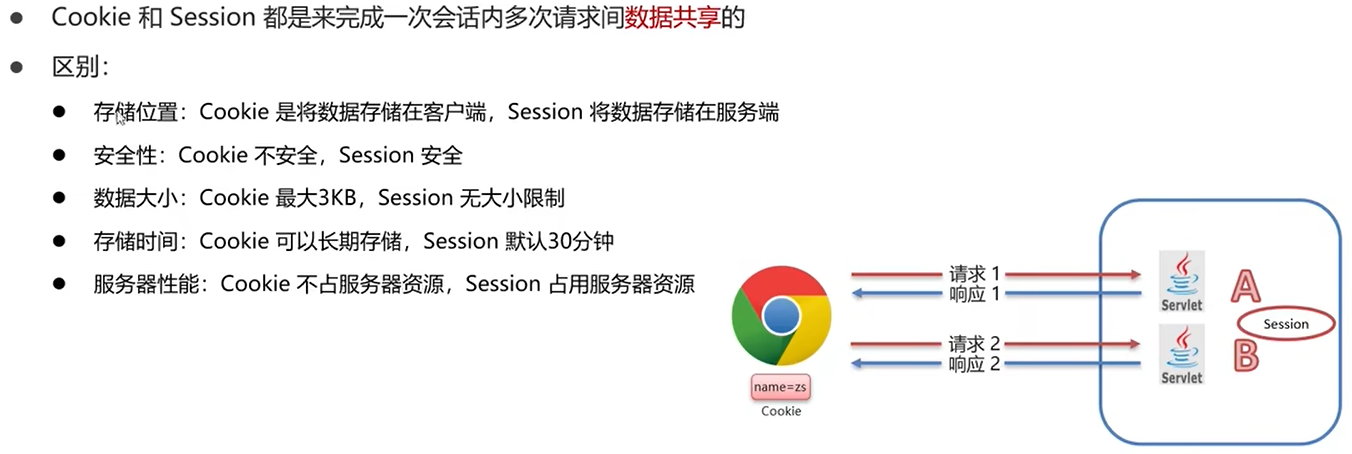 Cookie 和 Session 都是来完成一次会话内多次请求间数据共享的
区别：
存储位置：Cookie 是将数据存储在客户端，Session 将数据存储在服务端
安全性：Cookie 不安全，Session 安全
数据大小：Cookie 最大3KB，Session 无大小限制
存储时间：Cookie 可以长期存储，Session 默认30分钟
服务器性能：Cookie 不占服务器资源，Session 占用服务器资源
请求 1
响应 1
Servlet
A
Session
请求 2
响应 2
Servlet
B
name=zs
Cookie